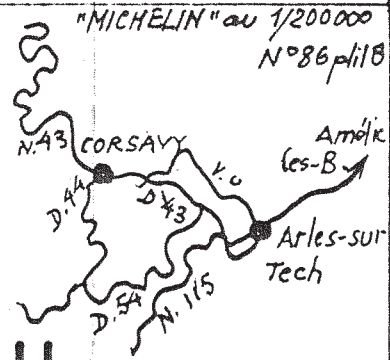 "MICHELIN" au 1/200000
N°86 pli 18
Amélie
les-B
N.43
CORSAVY
V.O
D.44
D.43
Arles-sur
Tech
D.54
N.115